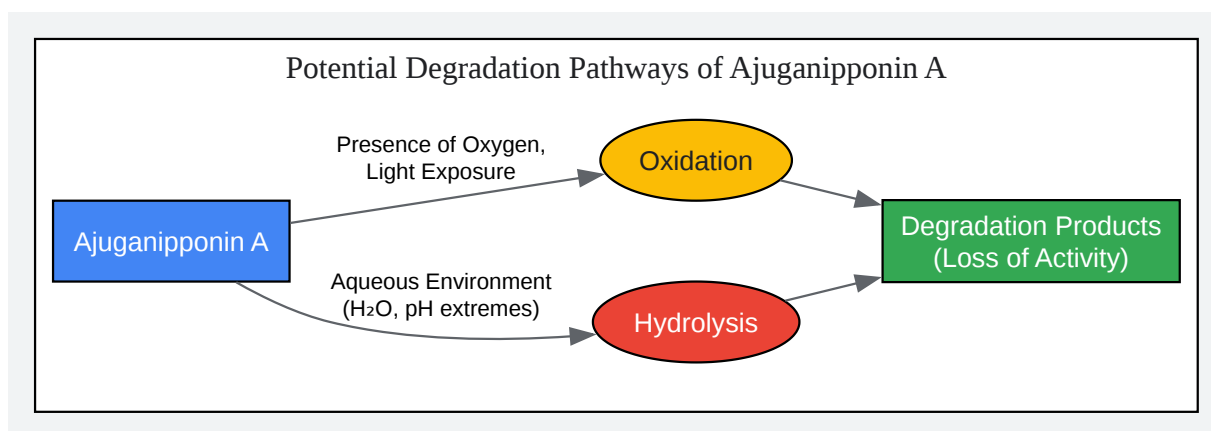 Potential Degradation Pathways of Ajuganipponin A
Presence of Oxygen,
Light Exposure
Oxidation
Ajuganipponin A
Degradation Products
(Loss of Activity)
Aqueous Environment
(H₂O, pH extremes)
Hydrolysis